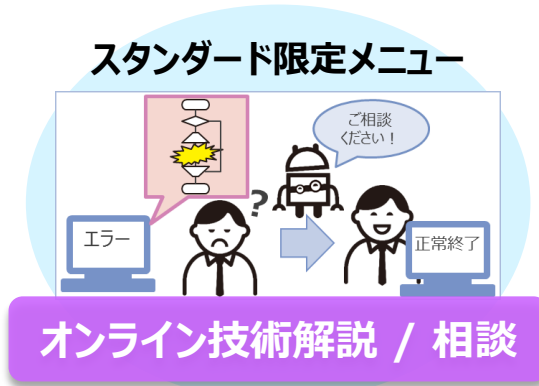 スタンダード限定メニュー
ご相談
ください！
?
エラー
正常終了
オンライン技術解説 / 相談